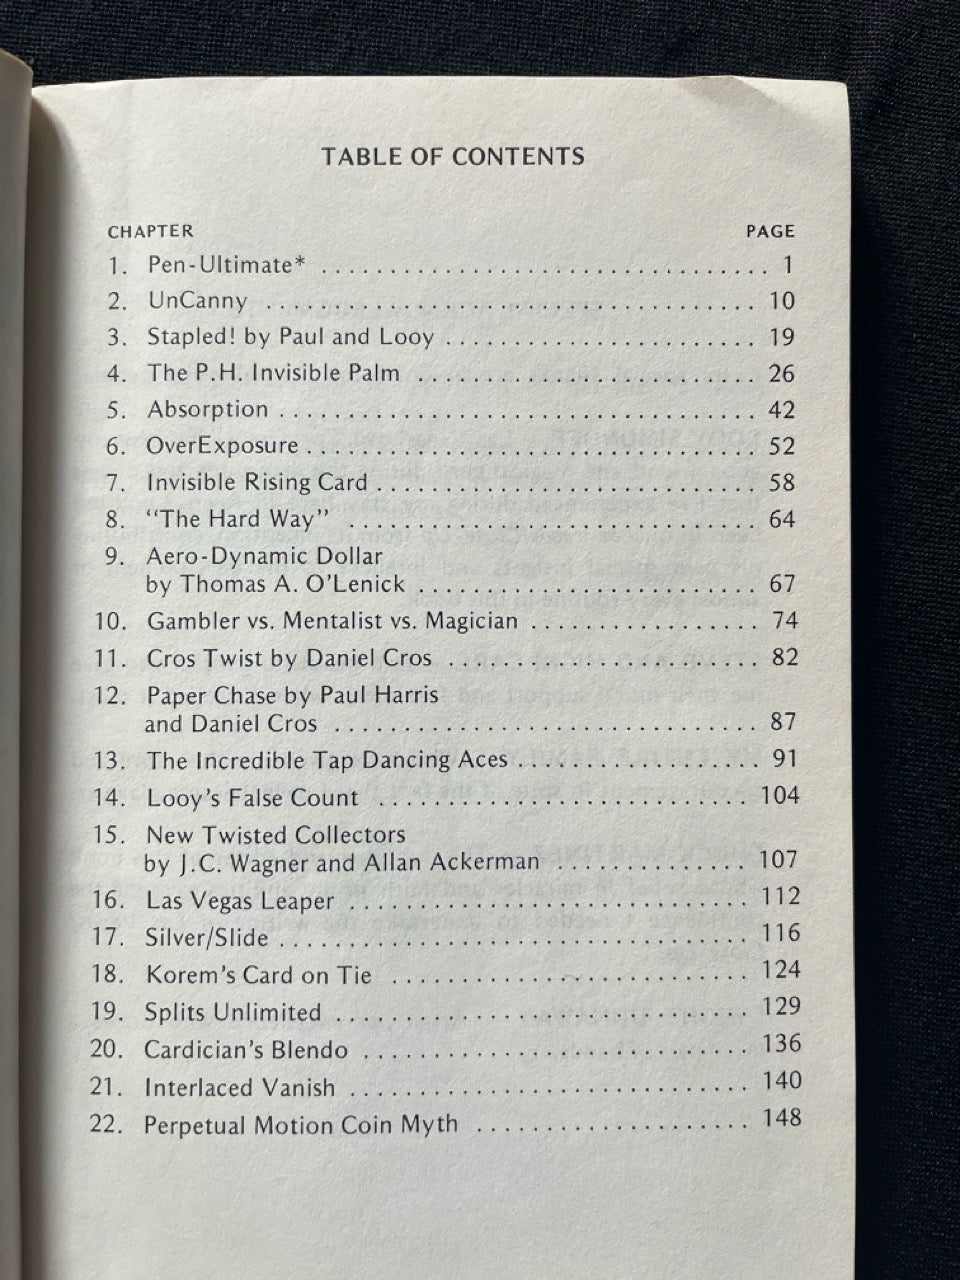 TABLE OF CONTENTS
CHAPTER PAGE
1. Pen-Ultimate* . . . . . . . . . . . . . . . . . . . . . . . . . . . . . . . . . 1
2. UnCanny . . . . . . . . . . . . . . . . . . . . . . . . . . . . . . . . . . . . 10
3. Stapled! by Paul and Looy . . . . . . . . . . . . . . . . . . . . . . . 19
4. The P.H. Invisible Palm . . . . . . . . . . . . . . . . . . . . . . . . . 26
5. Absorption . . . . . . . . . . . . . . . . . . . . . . . . . . . . . . . . . . . 42
6. OverExposure . . . . . . . . . . . . . . . . . . . . . . . . . . . . . . . . . 52
7. Invisible Rising Card . . . . . . . . . . . . . . . . . . . . . . . . . . . . 58
8. “The Hard Way” . . . . . . . . . . . . . . . . . . . . . . . . . . . . . . 64
9. Aero-Dynamic Dollar
by Thomas A. O'Lenick . . . . . . . . . . . . . . . . . . . . . . . . . 67
10. Gambler vs. Mentalist vs. Magician . . . . . . . . . . . . . . . . . 74
11. Cros Twist by Daniel Cros . . . . . . . . . . . . . . . . . . . . . . . 82
12. Paper Chase by Paul Harris
and Daniel Cros . . . . . . . . . . . . . . . . . . . . . . . . . . . . . . . 87
13. The Incredible Tap Dancing Aces . . . . . . . . . . . . . . . . . . 91
14. Looy's False Count . . . . . . . . . . . . . . . . . . . . . . . . . . . 104
15. New Twisted Collectors
by J.C. Wagner and Allan Ackerman . . . . . . . . . . . . . . . . 107
16. Las Vegas Leaper . . . . . . . . . . . . . . . . . . . . . . . . . . . . . 112
17. Silver/Slide . . . . . . . . . . . . . . . . . . . . . . . . . . . . . . . . . . 116
18. Korem's Card on Tie . . . . . . . . . . . . . . . . . . . . . . . . . . 124
19. Splits Unlimited . . . . . . . . . . . . . . . . . . . . . . . . . . . . . . 129
20. Cardician's Blendo . . . . . . . . . . . . . . . . . . . . . . . . . . . . 136
21. Interlaced Vanish . . . . . . . . . . . . . . . . . . . . . . . . . . . . . 140
22. Perpetual Motion Coin Myth . . . . . . . . . . . . . . . . . . . . 148